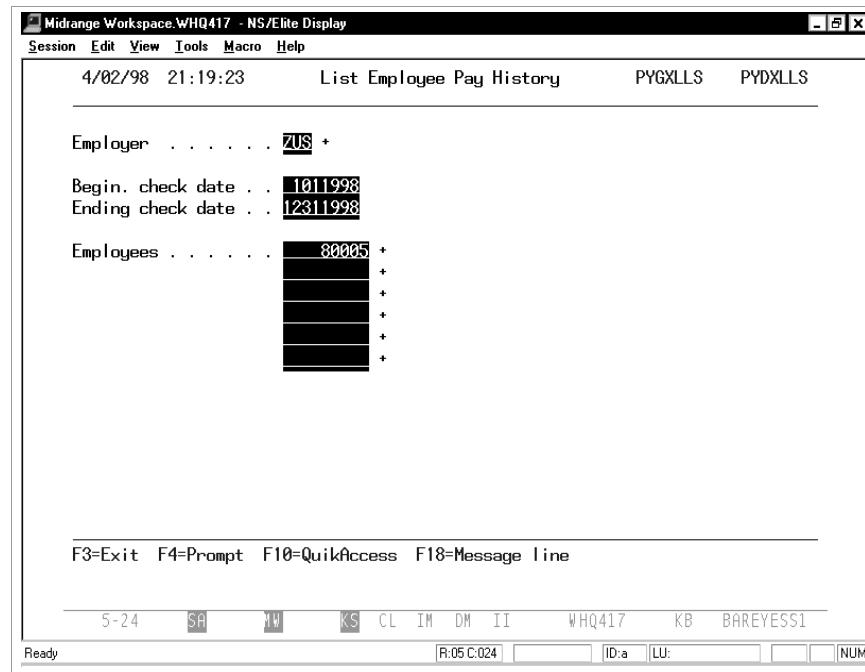 Midrange Workspace.WHQ417 - NS/Elite Display
Session Edit View Tools Macro Help
4/02/98 21:19:23 List Employee Pay History PYGXLLS PYDXLLS
Employer . . . . . . ZUS +
Begin. check date . . 1011998
Ending check date . . 12311998
Employees . . . . . . 80005 +
+
+
+
+
+
F3=Exit F4=Prompt F10=QuikAccess F18=Message line
5-24 SA MW KS CL IM DM II WHQ417 KB BAREYESS1
Ready R:05 C:024 ID:a LU: NUM